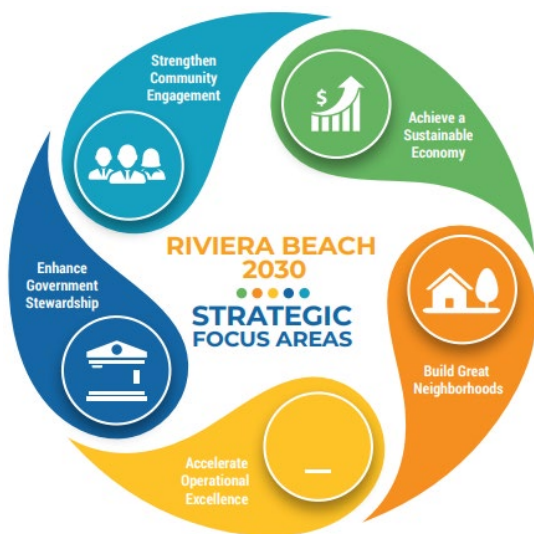 Strengthen
Community
Engagement
$
Achieve a
Sustainable
Economy
RIVIERA BEACH
2030
STRATEGIC
FOCUS AREAS
Enhance
Government
Stewardship
Build Great
Neighborhoods
Accelerate
Operational
Excellence